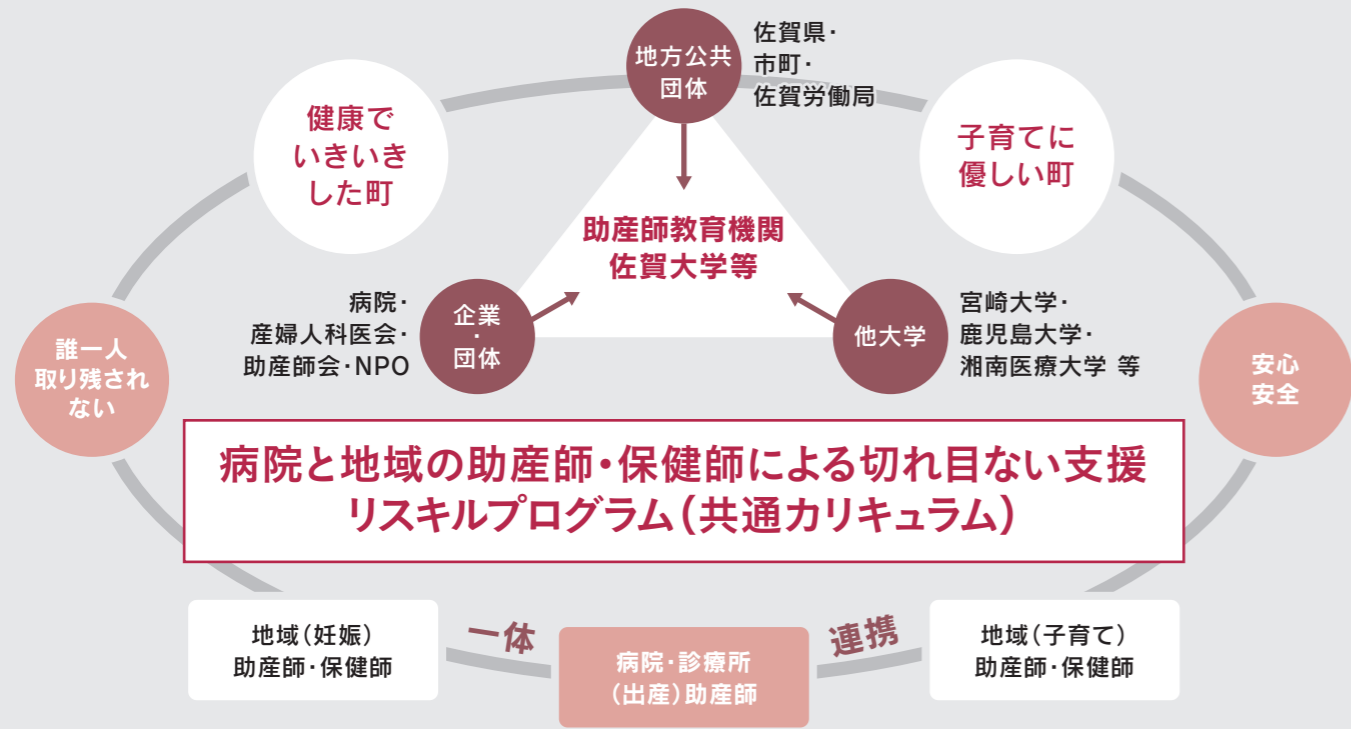 地方公共
団体
佐賀県・
市町・
佐賀労働局
健康で
いきいき
した町
子育てに
優しい町
助産師教育機関
佐賀大学等
病院・
産婦人科医会・
助産師会・NPO
企業
・
団体
他大学
宮崎大学・
鹿児島大学・
湘南医療大学 等
誰一人
取り残され
ない
安心
安全
病院と地域の助産師・保健師による切れ目ない支援
リスキルプログラム(共通カリキュラム)
地域(妊娠)
助産師・保健師
一体
病院・診療所
(出産)助産師
連携
地域(子育て)
助産師・保健師